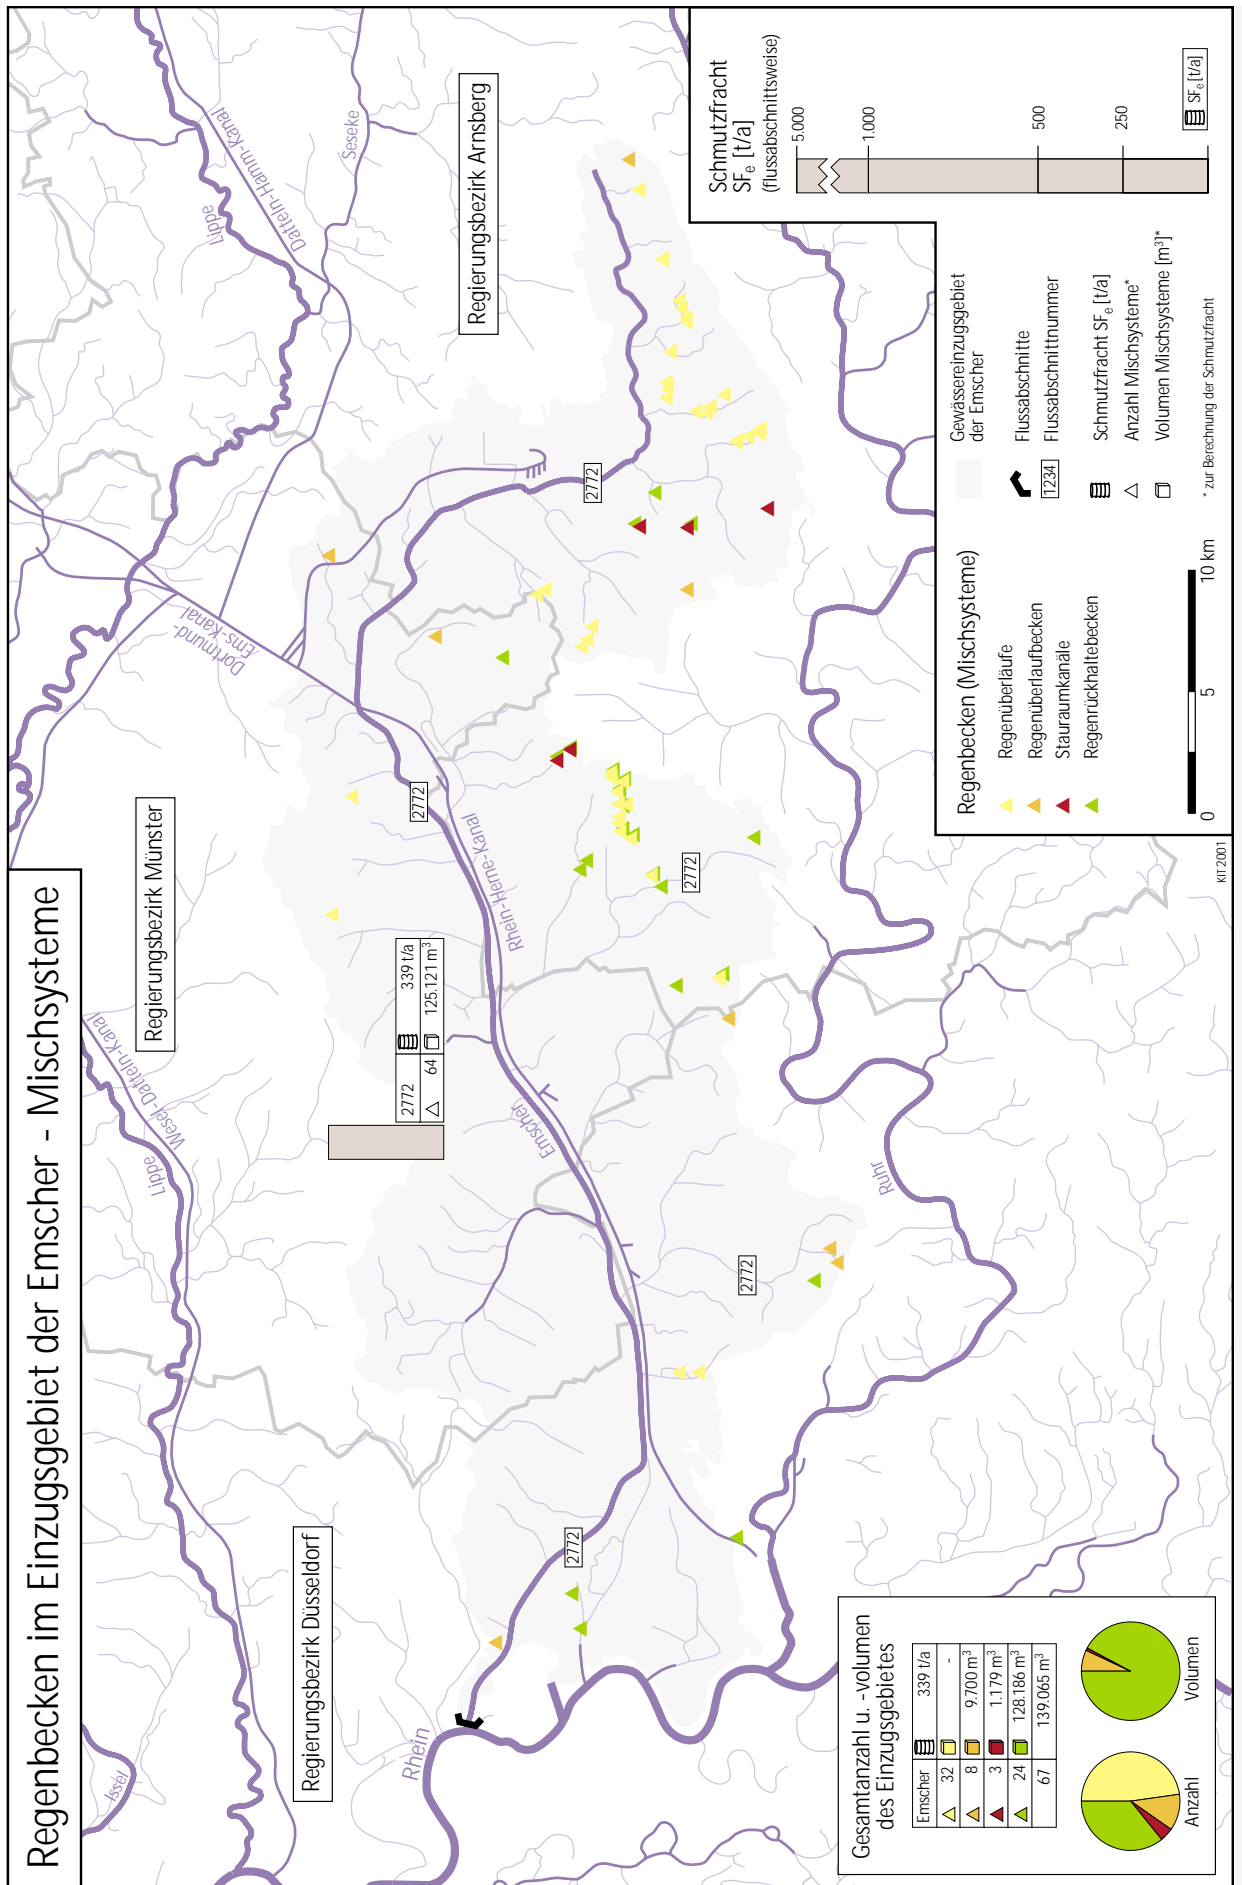 Regenbecken im Einzugsgebiet der Emscher - Mischsysteme
Regierungsbezirk Münster
Regierungsbezirk Arnsberg
Regierungsbezirk Düsseldorf
Issel
Rhein
Lippe
Wesel-Datteln-Kanal
Dortmund-
Ems-Kanal
Lippe
Datteln-Hamm-Kanal
Seseke
Rhein-Herne-Kanal
Emscher
Ruhr
2772
2772
2772
2772
2772
2772 339 t/a
64 125.121 m³
Schmutzfracht
SFe [t/a]
(flussabschnittsweise)
5.000
1.000
500
250
SFe [t/a]
Regenbecken (Mischsysteme)
Regenüberläufe
Regenüberlaufbecken
Stauraumkanäle
Regenrückhaltebecken
Gewässereinzugsgebiet
der Emscher
Flussabschnitte
1234 Flussabschnittnummer
Schmutzfracht SFe [t/a]
Anzahl Mischsysteme*
Volumen Mischsysteme [m³]*
* zur Berechnung der Schmutzfracht
0 5 10 km
KIT 2001
Gesamtanzahl u. -volumen
des Einzugsgebietes
Emscher 339 t/a
32 -
8 9.700 m³
3 1.179 m³
24 128.186 m³
67 139.065 m³
Anzahl
Volumen